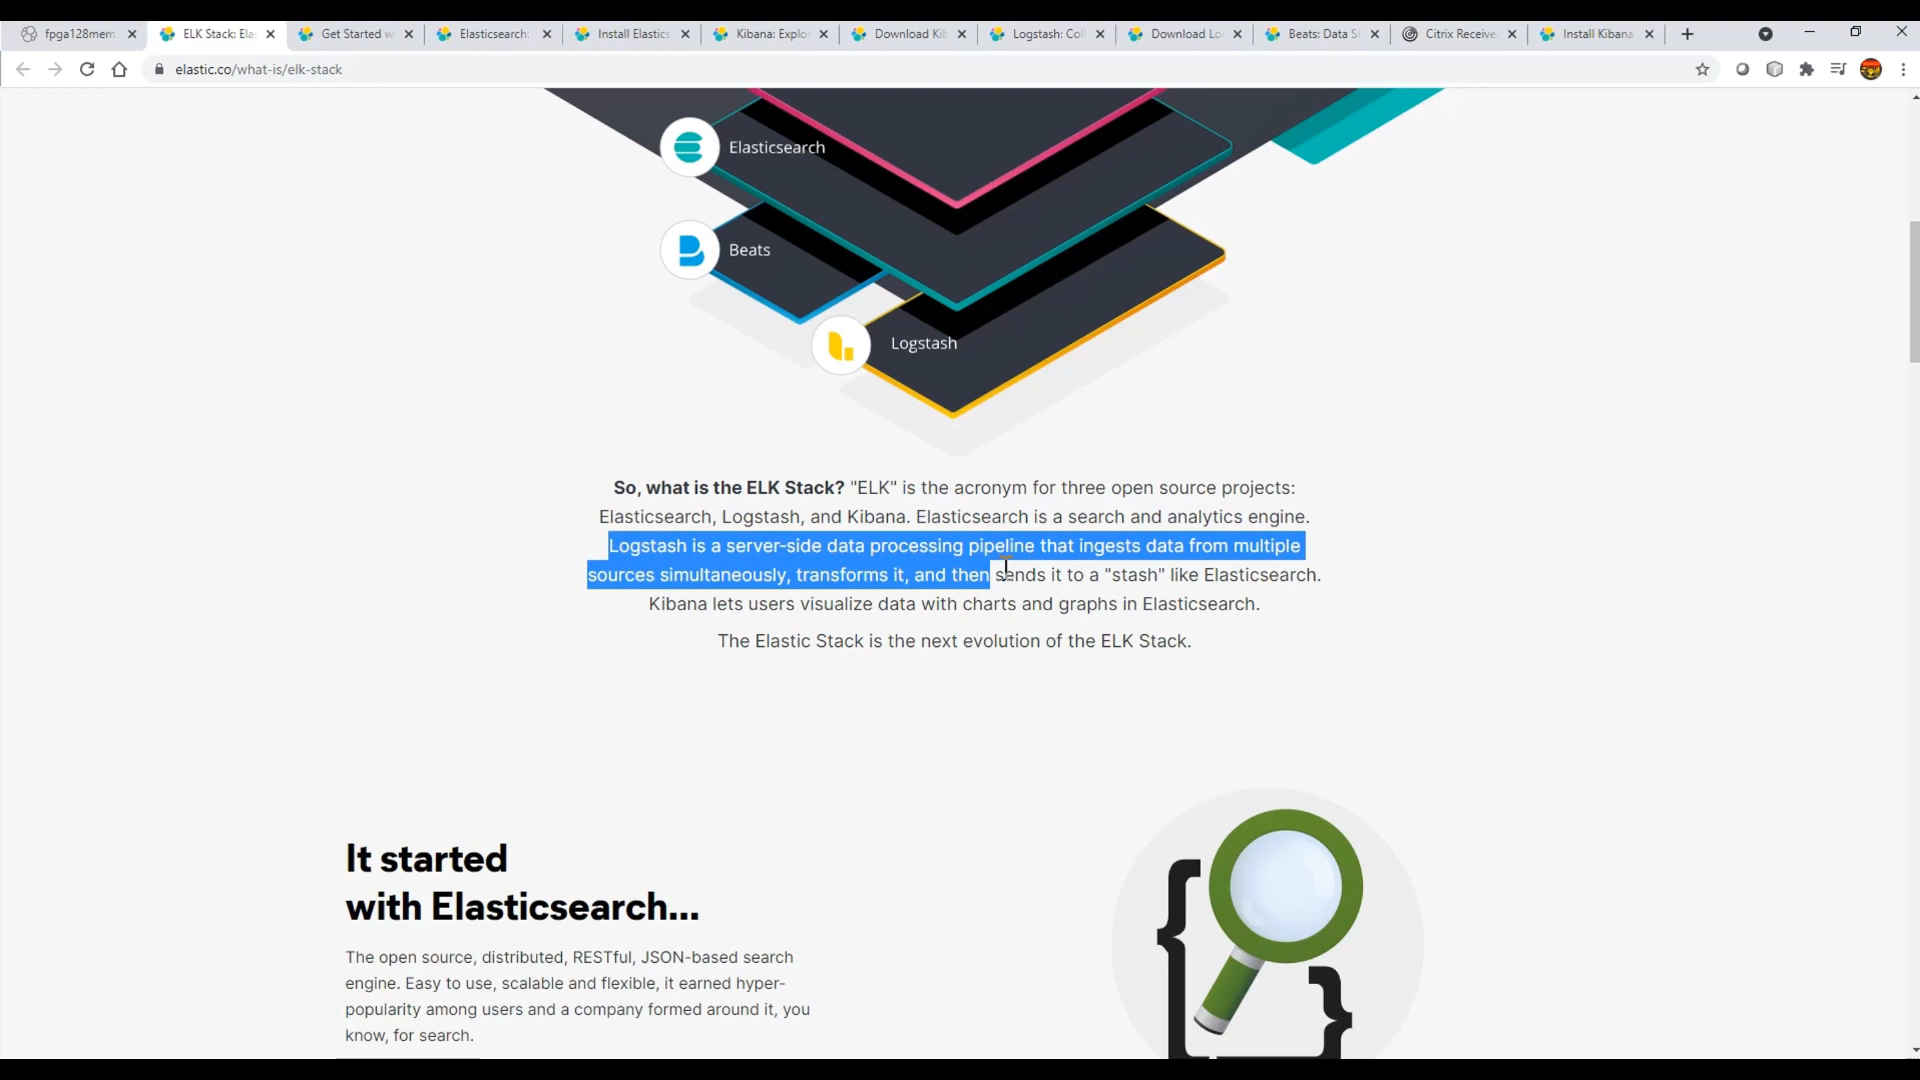 fpga128mem
ELK Stack: Ela
Get Started w
Elasticsearch:
Install Elastics
Kibana: Explo
Download Kib
Logstash: Col
Download Lo
Beats: Data S
Citrix Receive
Install Kibana
elastic.co/what-is/elk-stack
Elasticsearch
Beats
Logstash
So, what is the ELK Stack? "ELK" is the acronym for three open source projects:
Elasticsearch, Logstash, and Kibana. Elasticsearch is a search and analytics engine.
Logstash is a server-side data processing pipeline that ingests data from multiple
sources simultaneously, transforms it, and then sends it to a "stash" like Elasticsearch.
Kibana lets users visualize data with charts and graphs in Elasticsearch.
The Elastic Stack is the next evolution of the ELK Stack.
It started
with Elasticsearch...
The open source, distributed, RESTful, JSON-based search
engine. Easy to use, scalable and flexible, it earned hyper-
popularity among users and a company formed around it, you
know, for search.